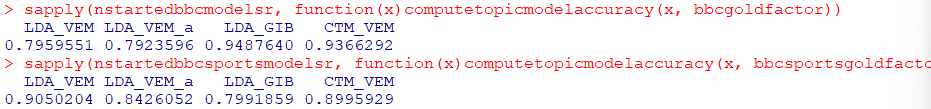 > sapply(nstartedbbcmodelsr, function(x)computetopicmodelaccuracy(x, bbcgoldfactor))
LDA_VEM LDA_VEM_a LDA_GIB CTM_VEM
0.7959551 0.7923596 0.9487640 0.9366292
> sapply(nstartedbbcsportsmodelsr, function(x)computetopicmodelaccuracy(x, bbcsportsgoldfacto
LDA_VEM LDA_VEM_a LDA_GIB CTM_VEM
0.9050204 0.8426052 0.7991859 0.8995929